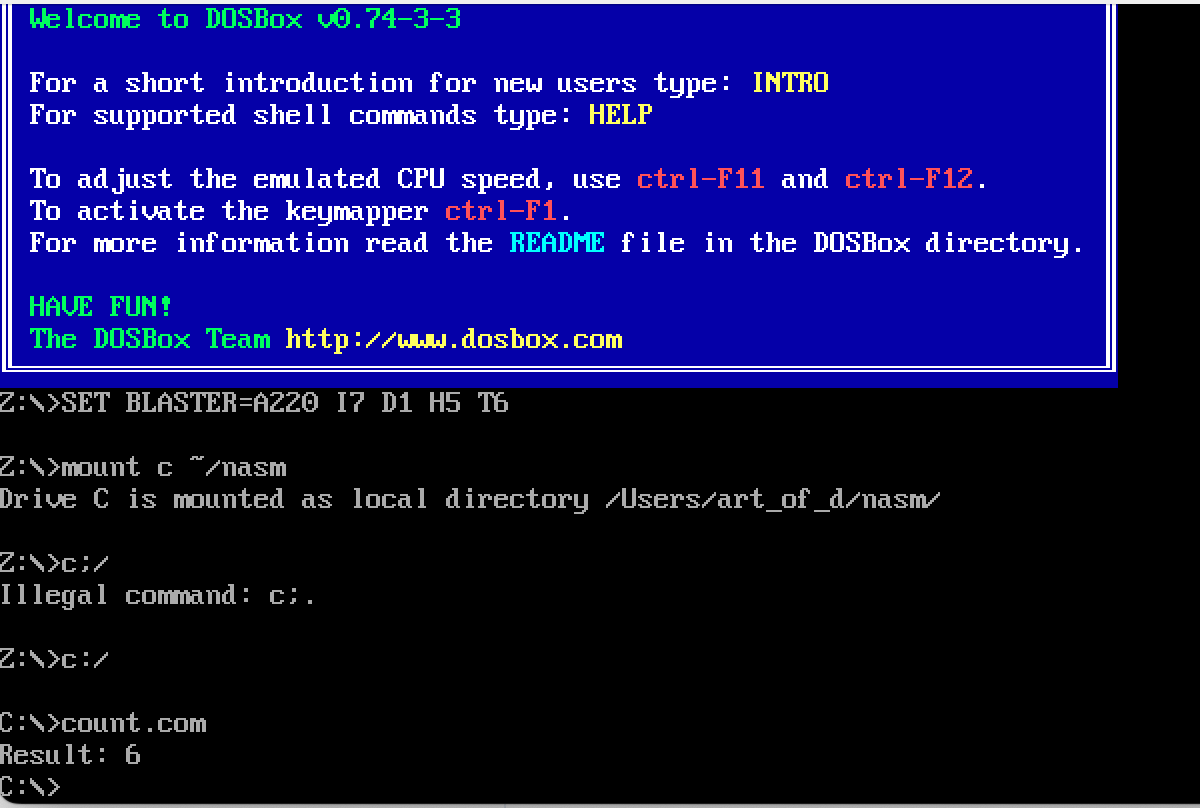 Welcome to DOSBox v0.74-3-3
For a short introduction for new users type: INTRO
For supported shell commands type: HELP
To adjust the emulated CPU speed, use ctrl-F11 and ctrl-F12.
To activate the keymapper ctrl-F1.
For more information read the README file in the DOSBox directory.
HAVE FUN!
The DOSBox Team http://www.dosbox.com
Z:\>SET BLASTER=A220 I7 D1 H5 T6
Z:\>mount c ~/nasm
Drive C is mounted as local directory /Users/art_of_d/nasm/
Z:\>c;/
Illegal command: c;.
Z:\>c:/
C:\>count.com
Result: 6
C:\>